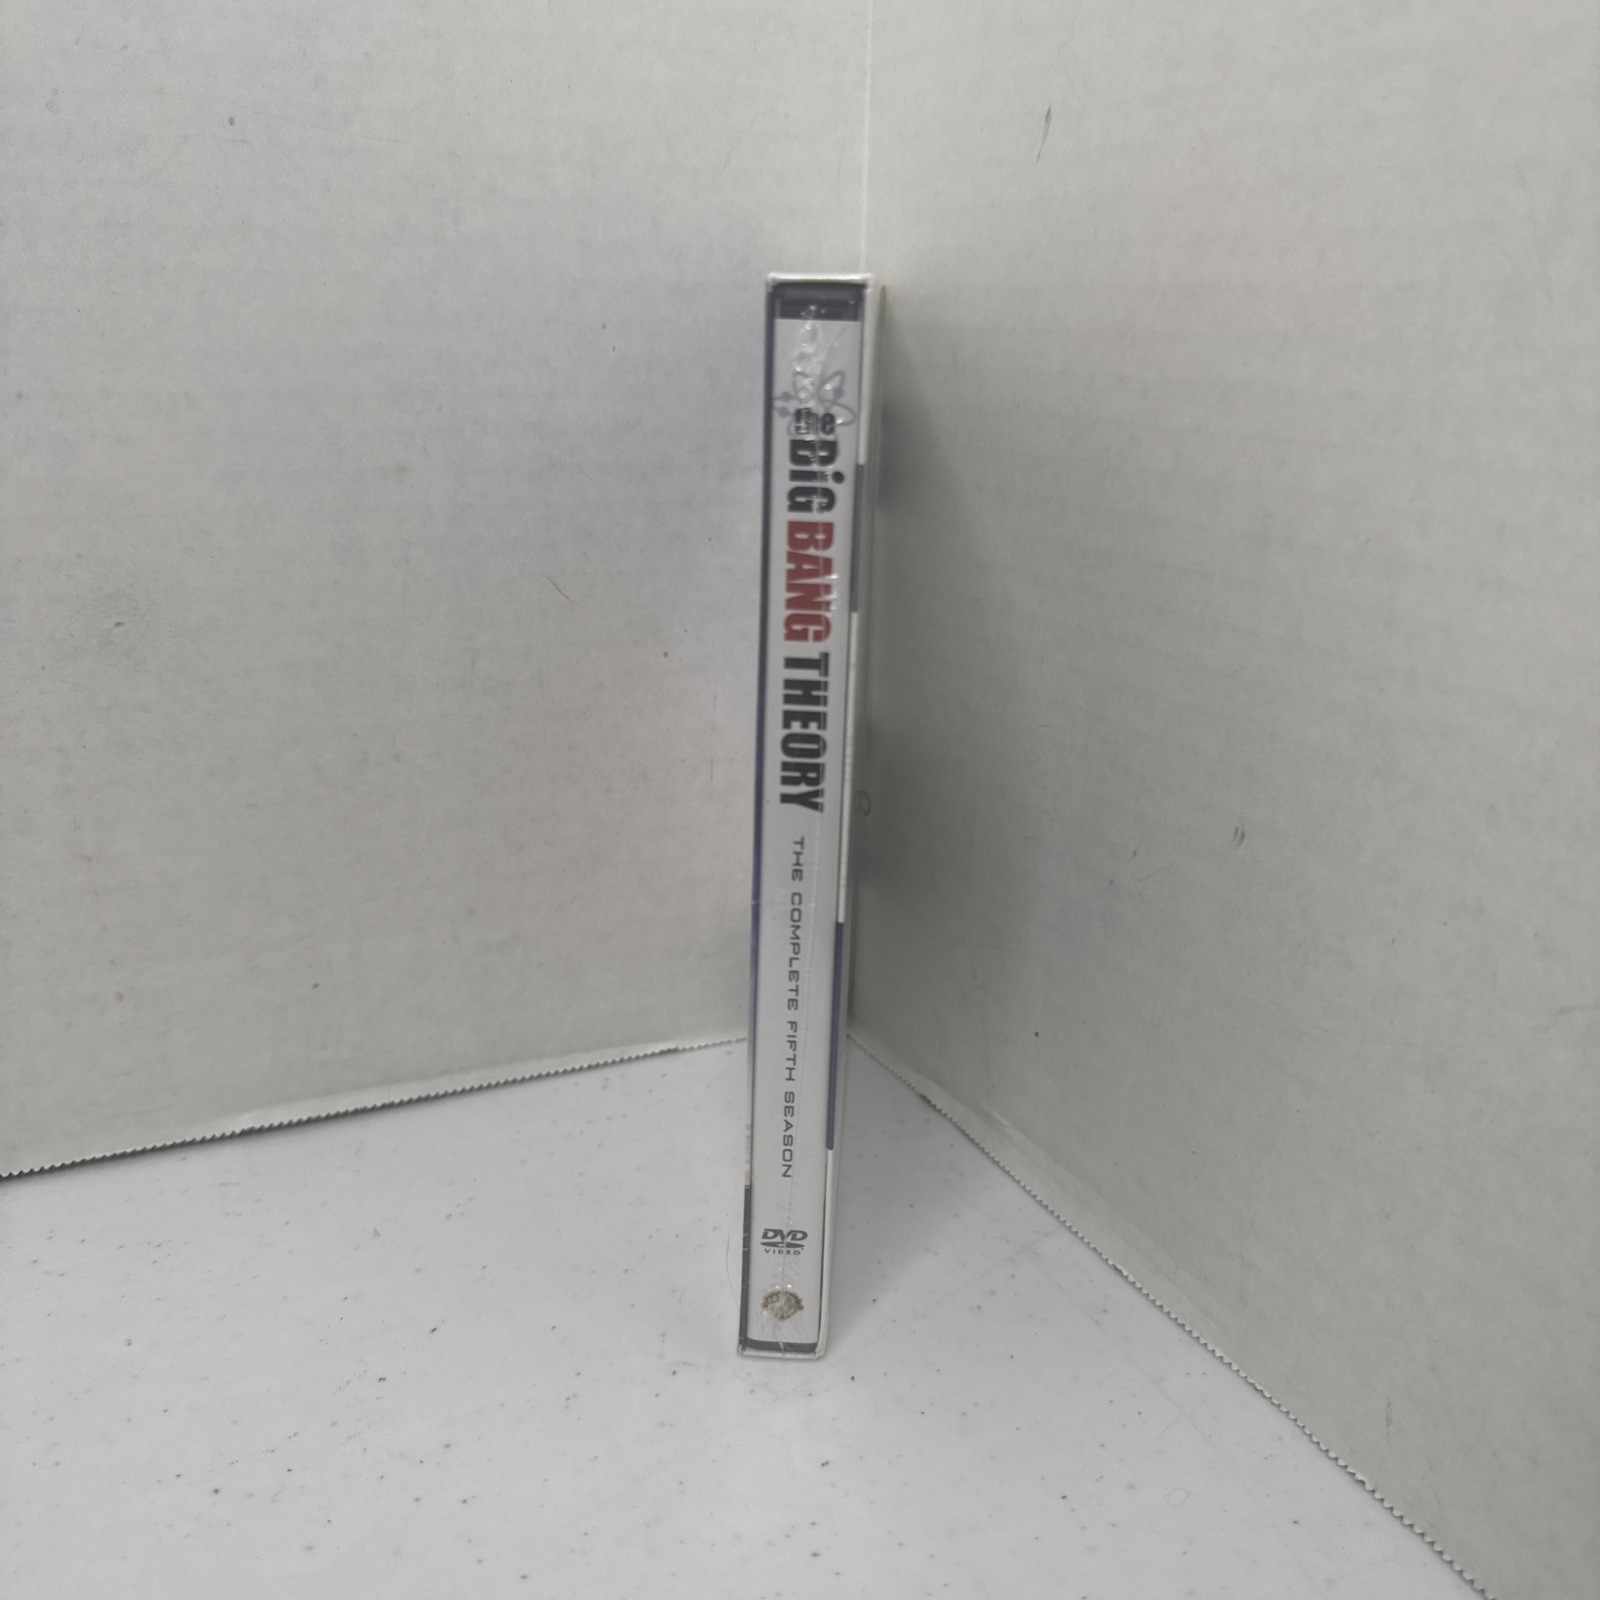 THE BiG BANG THEORY
THE COMPLETE FIFTH SEASON
DVD
VIDEO